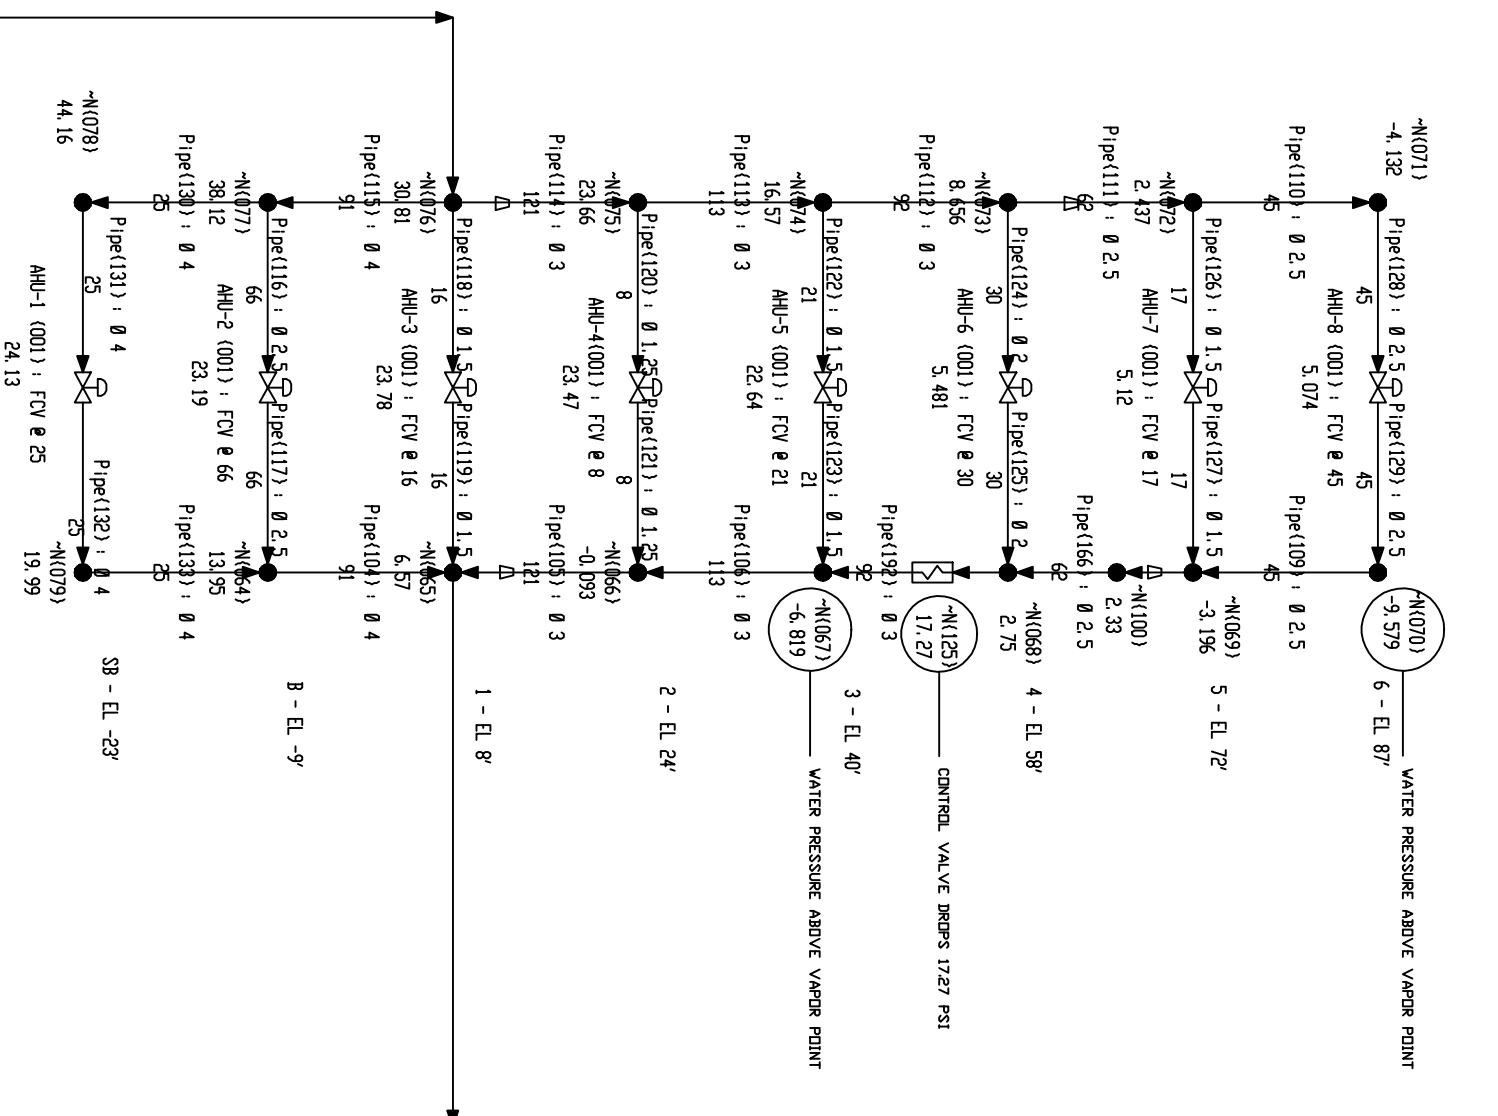 ~N(071)
-4.132
Pipe(128) : Ø 2.5
45
AHU-8 (001) : FCV @ 45
5.074
Pipe(129) : Ø 2.5
45
~N(070)
-9.579
6 - EL 87'
WATER PRESSURE ABOVE VAPOR POINT
Pipe(110) : Ø 2.5
45
Pipe(109) : Ø 2.5
45
~N(072)
2.437
Pipe(126) : Ø 1.5
17
AHU-7 (001) : FCV @ 17
5.12
Pipe(127) : Ø 1.5
17
~N(069)
-3.196
5 - EL 72'
Pipe(111) : Ø 2.5
62
~N(100)
2.33
Pipe(166) : Ø 2.5
62
~N(073)
8.656
Pipe(124) : Ø 2
30
AHU-6 (001) : FCV @ 30
5.481
Pipe(125) : Ø 2
30
~N(068)
2.75
4 - EL 58'
Pipe(112) : Ø 3
92
~N(125)
17.27
CONTROL VALVE DROPS 17.27 PSI
Pipe(192) : Ø 3
92
~N(074)
16.57
Pipe(122) : Ø 1.5
21
AHU-5 (001) : FCV @ 21
22.64
Pipe(123) : Ø 1.5
21
~N(067)
-6.819
3 - EL 40'
WATER PRESSURE ABOVE VAPOR POINT
Pipe(113) : Ø 3
113
Pipe(106) : Ø 3
113
~N(075)
23.66
Pipe(120) : Ø 1.25
8
AHU-4(001) : FCV @ 8
23.47
Pipe(121) : Ø 1.25
8
~N(066)
-0.093
2 - EL 24'
Pipe(114) : Ø 3
121
Pipe(105) : Ø 3
121
~N(076)
30.81
Pipe(118) : Ø 1.5
16
AHU-3 (001) : FCV @ 16
23.78
Pipe(119) : Ø 1.5
16
~N(065)
6.57
1 - EL 8'
Pipe(115) : Ø 4
91
Pipe(104) : Ø 4
91
~N(077)
38.12
Pipe(116) : Ø 2.5
66
AHU-2 (001) : FCV @ 66
23.19
Pipe(117) : Ø 2.5
66
~N(064)
13.95
B - EL -9'
Pipe(130) : Ø 4
25
Pipe(133) : Ø 4
25
~N(078)
44.16
Pipe(131) : Ø 4
25
AHU-1 (001) : FCV @ 25
24.13
Pipe(132) : Ø 4
25
~N(079)
19.99
SB - EL -23'